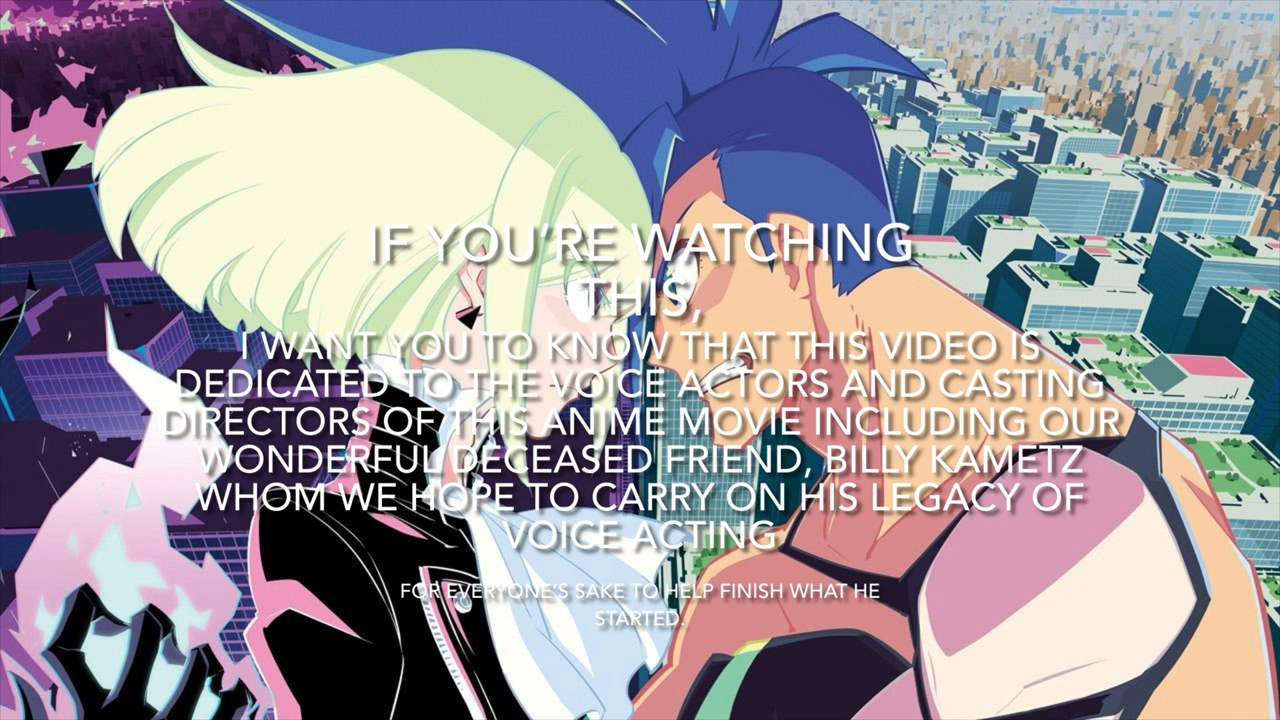 IF YOU'RE WATCHING
THIS,
I WANT YOU TO KNOW THAT THIS VIDEO IS
DEDICATED TO THE VOICE ACTORS AND CASTING
DIRECTORS OF THIS ANIME MOVIE INCLUDING OUR
WONDERFUL DECEASED FRIEND, BILLY KAMETZ
WHOM WE HOPE TO CARRY ON HIS LEGACY OF
VOICE ACTING
FOR EVERYONE'S SAKE TO HELP FINISH WHAT HE
STARTED.